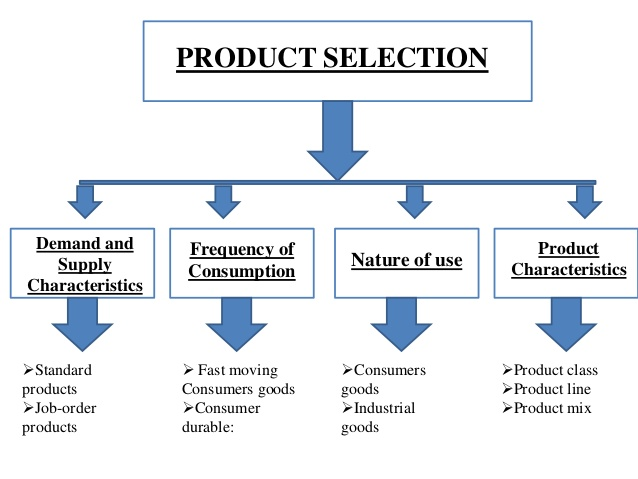 PRODUCT SELECTION
Demand and
Supply
Characteristics
Frequency of
Consumption
Nature of use
Product
Characteristics
➢Standard
products
➢Job-order
products
➢ Fast moving
Consumers goods
➢Consumer
durable:
➢Consumers
goods
➢Industrial
goods
➢Product class
➢Product line
➢Product mix